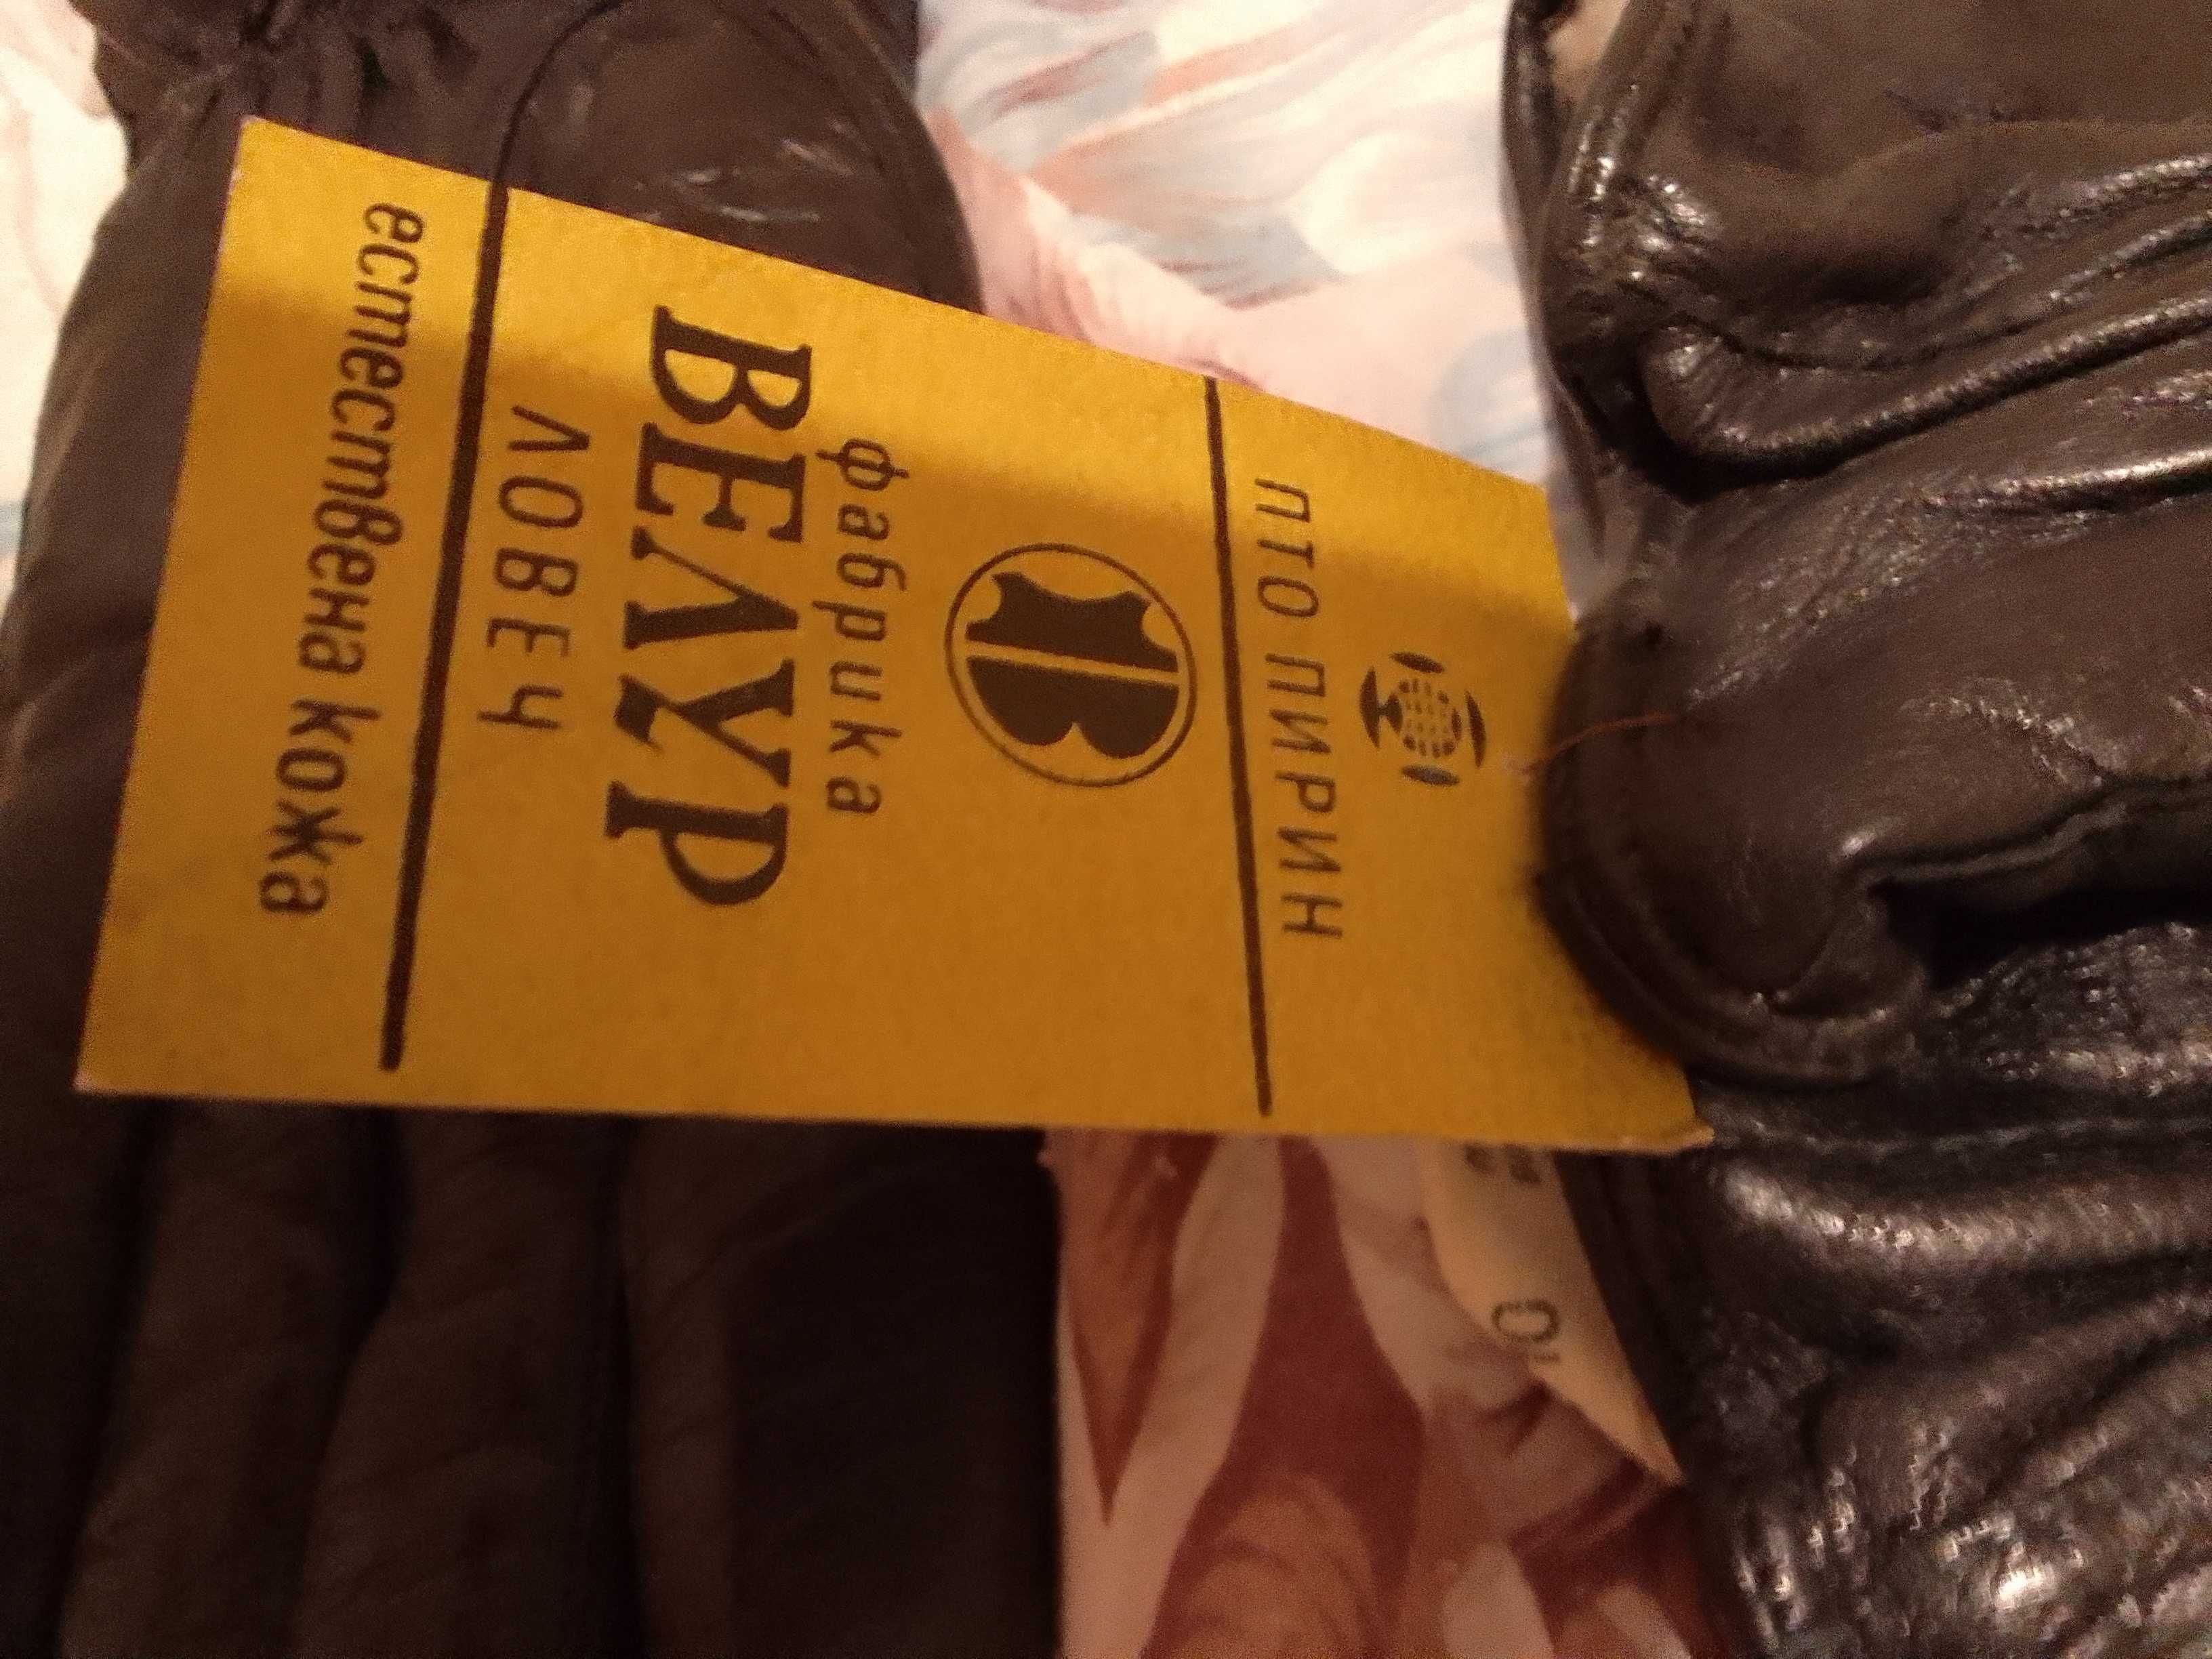 ПТО ПИРИН
фабрика
ВЕЛУР
ЛОВЕЧ
естествена кожа